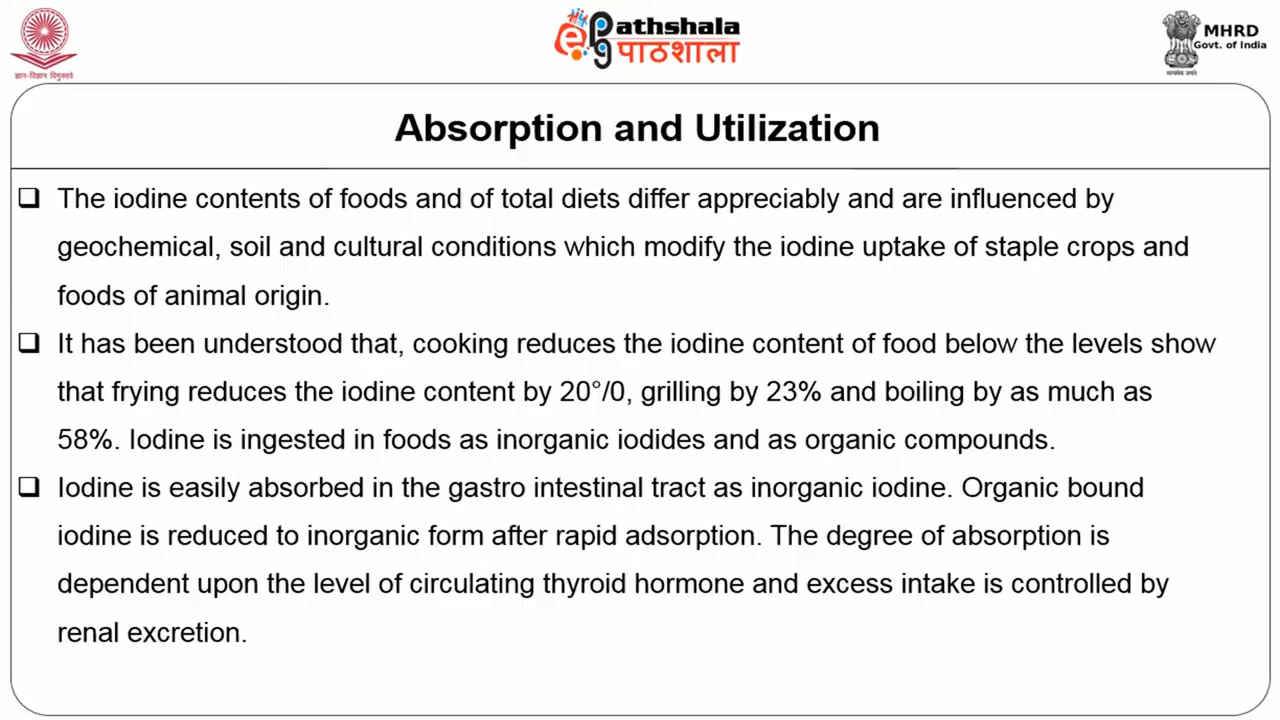 ज्ञान-विज्ञान विमुक्तये
ePg Pathshala
पाठशाला
MHRD
Govt. of India
सत्यमेव जयते
Absorption and Utilization
❑ The iodine contents of foods and of total diets differ appreciably and are influenced by
geochemical, soil and cultural conditions which modify the iodine uptake of staple crops and
foods of animal origin.
❑ It has been understood that, cooking reduces the iodine content of food below the levels show
that frying reduces the iodine content by 20°/0, grilling by 23% and boiling by as much as
58%. Iodine is ingested in foods as inorganic iodides and as organic compounds.
❑ Iodine is easily absorbed in the gastro intestinal tract as inorganic iodine. Organic bound
iodine is reduced to inorganic form after rapid adsorption. The degree of absorption is
dependent upon the level of circulating thyroid hormone and excess intake is controlled by
renal excretion.